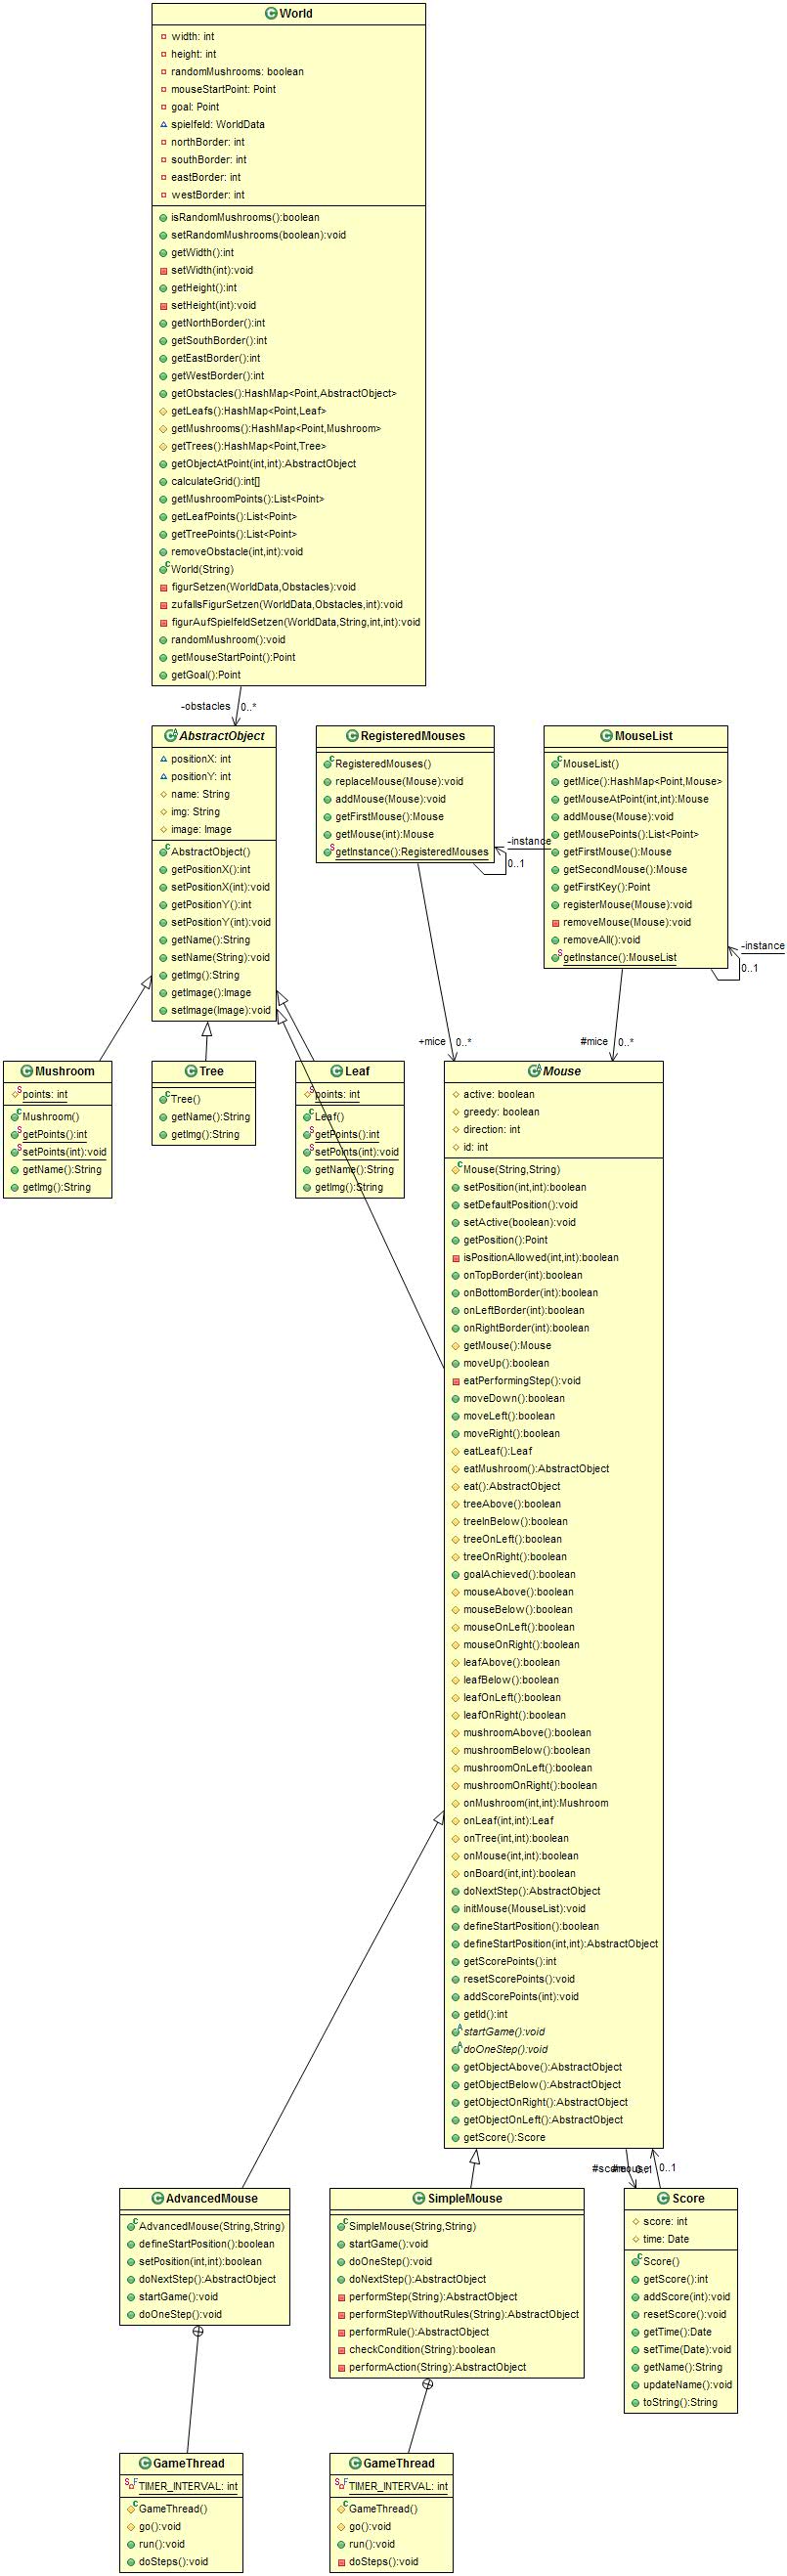 World
width: int
height: int
randomMushrooms: boolean
mouseStartPoint: Point
goal: Point
spielfeld: WorldData
northBorder: int
southBorder: int
eastBorder: int
westBorder: int
isRandomMushrooms():boolean
setRandomMushrooms(boolean):void
getWidth():int
setWidth(int):void
getHeight():int
setHeight(int):void
getNorthBorder():int
getSouthBorder():int
getEastBorder():int
getWestBorder():int
getObstacles():HashMap<Point,AbstractObject>
getLeafs():HashMap<Point,Leaf>
getMushrooms():HashMap<Point,Mushroom>
getTrees():HashMap<Point,Tree>
getObjectAtPoint(int,int):AbstractObject
calculateGrid():int[]
getMushroomPoints():List<Point>
getLeafPoints():List<Point>
getTreePoints():List<Point>
removeObstacle(int,int):void
World(String)
figurSetzen(WorldData,Obstacles):void
zufallsFigurSetzen(WorldData,Obstacles,int):void
figurAufSpielfeldSetzen(WorldData,String,int,int):void
randomMushroom():void
getMouseStartPoint():Point
getGoal():Point
-obstacles 0..*
AbstractObject
positionX: int
positionY: int
name: String
img: String
image: Image
AbstractObject()
getPositionX():int
setPositionX(int):void
getPositionY():int
setPositionY(int):void
getName():String
setName(String):void
getImg():String
getImage():Image
setImage(Image):void
RegisteredMouses
RegisteredMouses()
replaceMouse(Mouse):void
addMouse(Mouse):void
getFirstMouse():Mouse
getMouse(int):Mouse
getInstance():RegisteredMouses
-instance
0..1
MouseList
MouseList()
getMice():HashMap<Point,Mouse>
getMouseAtPoint(int,int):Mouse
addMouse(Mouse):void
getMousePoints():List<Point>
getFirstMouse():Mouse
getSecondMouse():Mouse
getFirstKey():Point
registerMouse(Mouse):void
removeMouse(Mouse):void
removeAll():void
getInstance():MouseList
-instance
0..1
+mice 0..*
#mice 0..*
Mushroom
points: int
Mushroom()
getPoints():int
setPoints(int):void
getName():String
getImg():String
Tree
Tree()
getName():String
getImg():String
Leaf
points: int
Leaf()
getPoints():int
setPoints(int):void
getName():String
getImg():String
Mouse
active: boolean
greedy: boolean
direction: int
id: int
Mouse(String,String)
setPosition(int,int):boolean
setDefaultPosition():void
setActive(boolean):void
getPosition():Point
isPositionAllowed(int,int):boolean
onTopBorder(int):boolean
onBottomBorder(int):boolean
onLeftBorder(int):boolean
onRightBorder(int):boolean
getMouse():Mouse
moveUp():boolean
eatPerformingStep():void
moveDown():boolean
moveLeft():boolean
moveRight():boolean
eatLeaf():Leaf
eatMushroom():AbstractObject
eat():AbstractObject
treeAbove():boolean
treeInBelow():boolean
treeOnLeft():boolean
treeOnRight():boolean
goalAchieved():boolean
mouseAbove():boolean
mouseBelow():boolean
mouseOnLeft():boolean
mouseOnRight():boolean
leafAbove():boolean
leafBelow():boolean
leafOnLeft():boolean
leafOnRight():boolean
mushroomAbove():boolean
mushroomBelow():boolean
mushroomOnLeft():boolean
mushroomOnRight():boolean
onMushroom(int,int):Mushroom
onLeaf(int,int):Leaf
onTree(int,int):boolean
onMouse(int,int):boolean
onBoard(int,int):boolean
doNextStep():AbstractObject
initMouse(MouseList):void
defineStartPosition():boolean
defineStartPosition(int,int):AbstractObject
getScorePoints():int
resetScorePoints():void
addScorePoints(int):void
getId():int
startGame():void
doOneStep():void
getObjectAbove():AbstractObject
getObjectBelow():AbstractObject
getObjectOnRight():AbstractObject
getObjectOnLeft():AbstractObject
getScore():Score
#score 0..1
#mouse 0..1
AdvancedMouse
AdvancedMouse(String,String)
defineStartPosition():boolean
setPosition(int,int):boolean
doNextStep():AbstractObject
startGame():void
doOneStep():void
SimpleMouse
SimpleMouse(String,String)
startGame():void
doOneStep():void
doNextStep():AbstractObject
performStep(String):AbstractObject
performStepWithoutRules(String):AbstractObject
performRule():AbstractObject
checkCondition(String):boolean
performAction(String):AbstractObject
Score
score: int
time: Date
Score()
getScore():int
addScore(int):void
resetScore():void
getTime():Date
setTime(Date):void
getName():String
updateName():void
toString():String
GameThread
TIMER_INTERVAL: int
GameThread()
go():void
run():void
doSteps():void
GameThread
TIMER_INTERVAL: int
GameThread()
go():void
run():void
doSteps():void